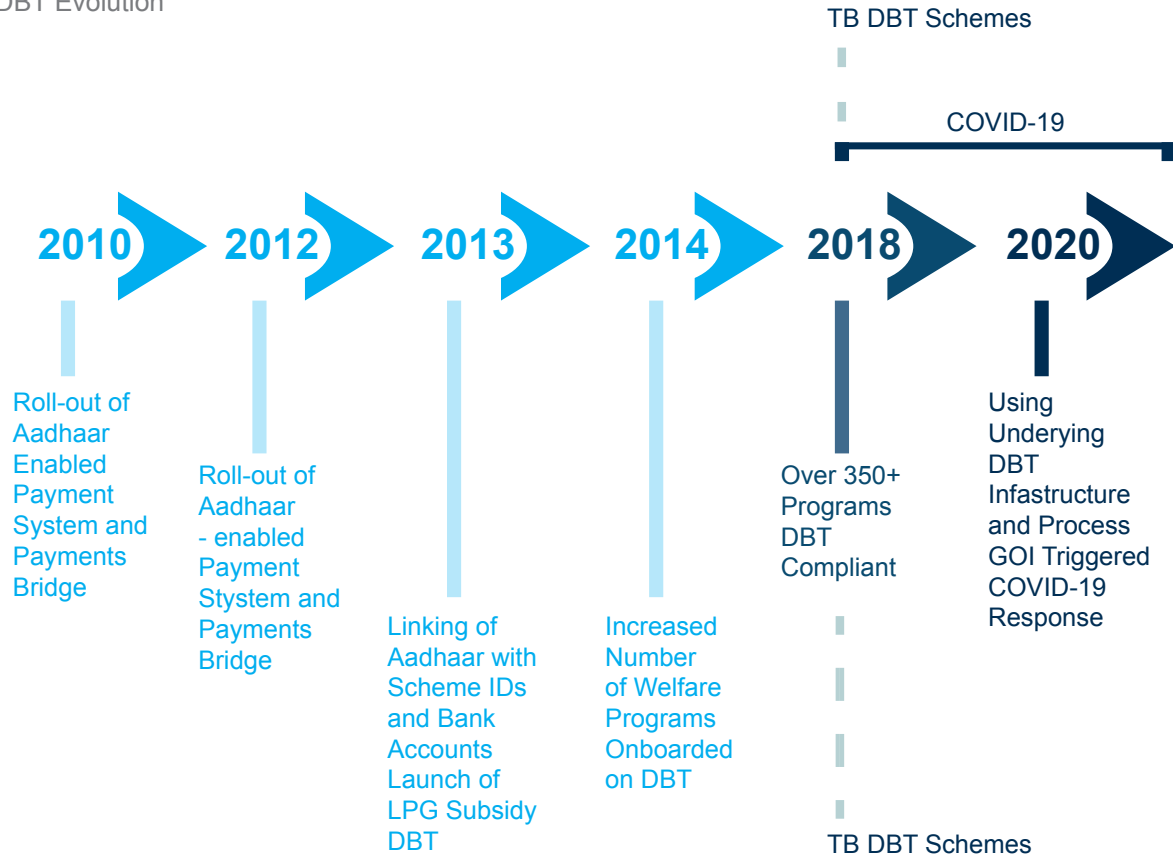 DBT Evolution
TB DBT Schemes
COVID-19
2010
2012
2013
2014
2018
2020
Roll-out of
Aadhaar
Enabled
Payment
System and
Payments
Bridge
Roll-out of
Aadhaar
- enabled
Payment
Stystem and
Payments
Bridge
Linking of
Aadhaar with
Scheme IDs
and Bank
Accounts
Launch of
LPG Subsidy
DBT
Increased
Number
of Welfare
Programs
Onboarded
on DBT
Over 350+
Programs
DBT
Compliant
Using
Underying
DBT
Infastructure
and Process
GOI Triggered
COVID-19
Response
TB DBT Schemes